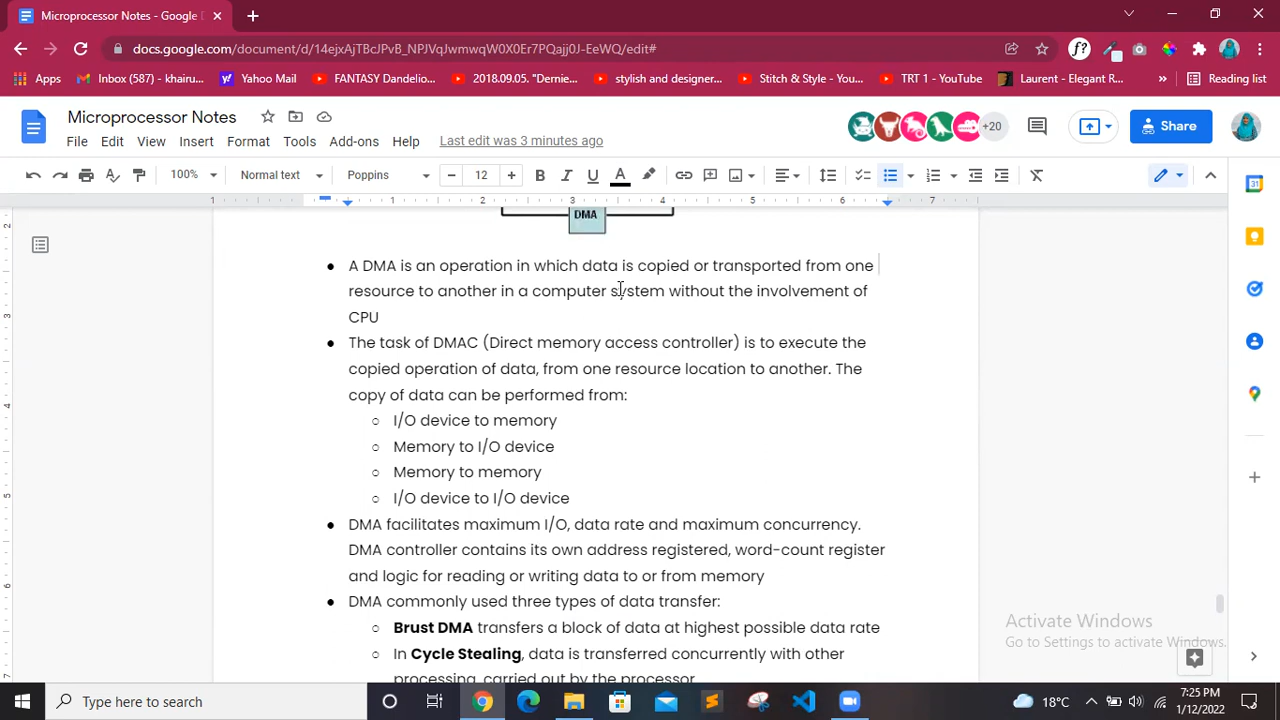 Microprocessor Notes - Google D
docs.google.com/document/d/14ejxAjTBcJPvB_NPJVqJwmwqW0X0Er7PQajj0J-EeWQ/edit#
Apps Inbox (587) - khairu... Yahoo Mail FANTASY Dandelio... 2018.09.05. "Dernie... stylish and designer... Stitch & Style - You... TRT 1 - YouTube Laurent - Elegant R... » Reading list
Microprocessor Notes
+20 Share
File Edit View Insert Format Tools Add-ons Help Last edit was 3 minutes ago
100% Normal text Poppins 12
1 1 2 3 4 5 6 7
DMA
● A DMA is an operation in which data is copied or transported from one
resource to another in a computer system without the involvement of
CPU
● The task of DMAC (Direct memory access controller) is to execute the
copied operation of data, from one resource location to another. The
copy of data can be performed from:
○ I/O device to memory
○ Memory to I/O device
○ Memory to memory
○ I/O device to I/O device
● DMA facilitates maximum I/O, data rate and maximum concurrency.
DMA controller contains its own address registered, word-count register
and logic for reading or writing data to or from memory
● DMA commonly used three types of data transfer:
○ Brust DMA transfers a block of data at highest possible data rate
○ In Cycle Stealing, data is transferred concurrently with other
processing, carried out by the processor
Activate Windows
Go to Settings to activate Windows.
Type here to search
18°C
7:25 PM
1/12/2022